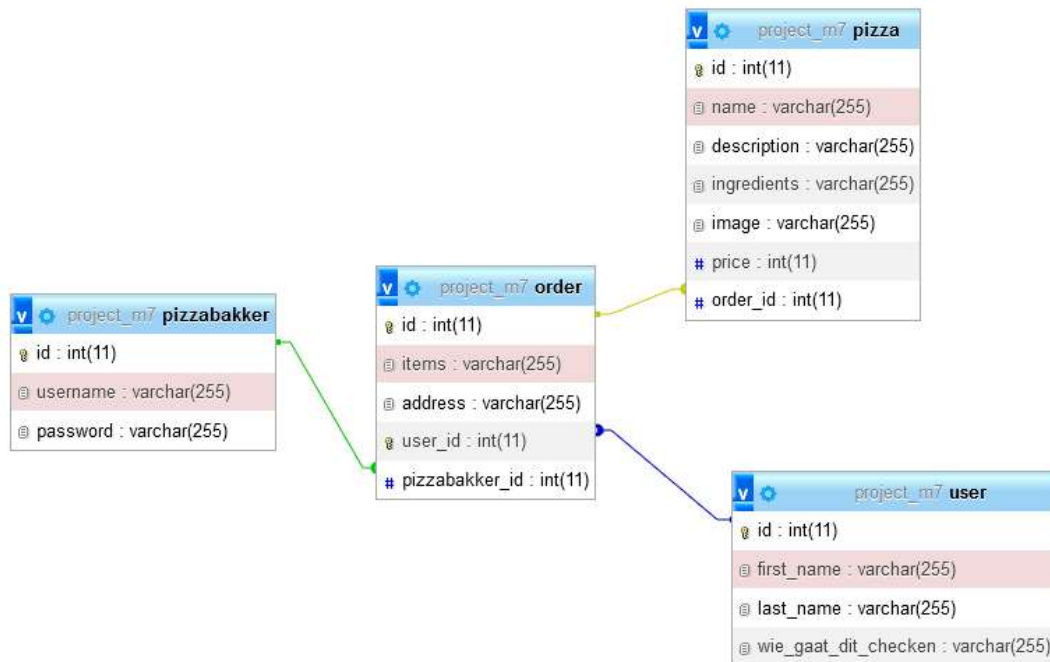 project_m7 pizza
id : int(11)
name : varchar(255)
description : varchar(255)
ingredients : varchar(255)
image : varchar(255)
# price : int(11)
# order_id : int(11)
v project_m7 pizzabakker
id : int(11)
username : varchar(255)
password : varchar(255)
v project_m7 order
id : int(11)
items : varchar(255)
address : varchar(255)
user_id : int(11)
# pizzabakker_id : int(11)
v project_m7 user
id : int(11)
first_name : varchar(255)
last_name : varchar(255)
wie_gaat_dit_checken : varchar(255)